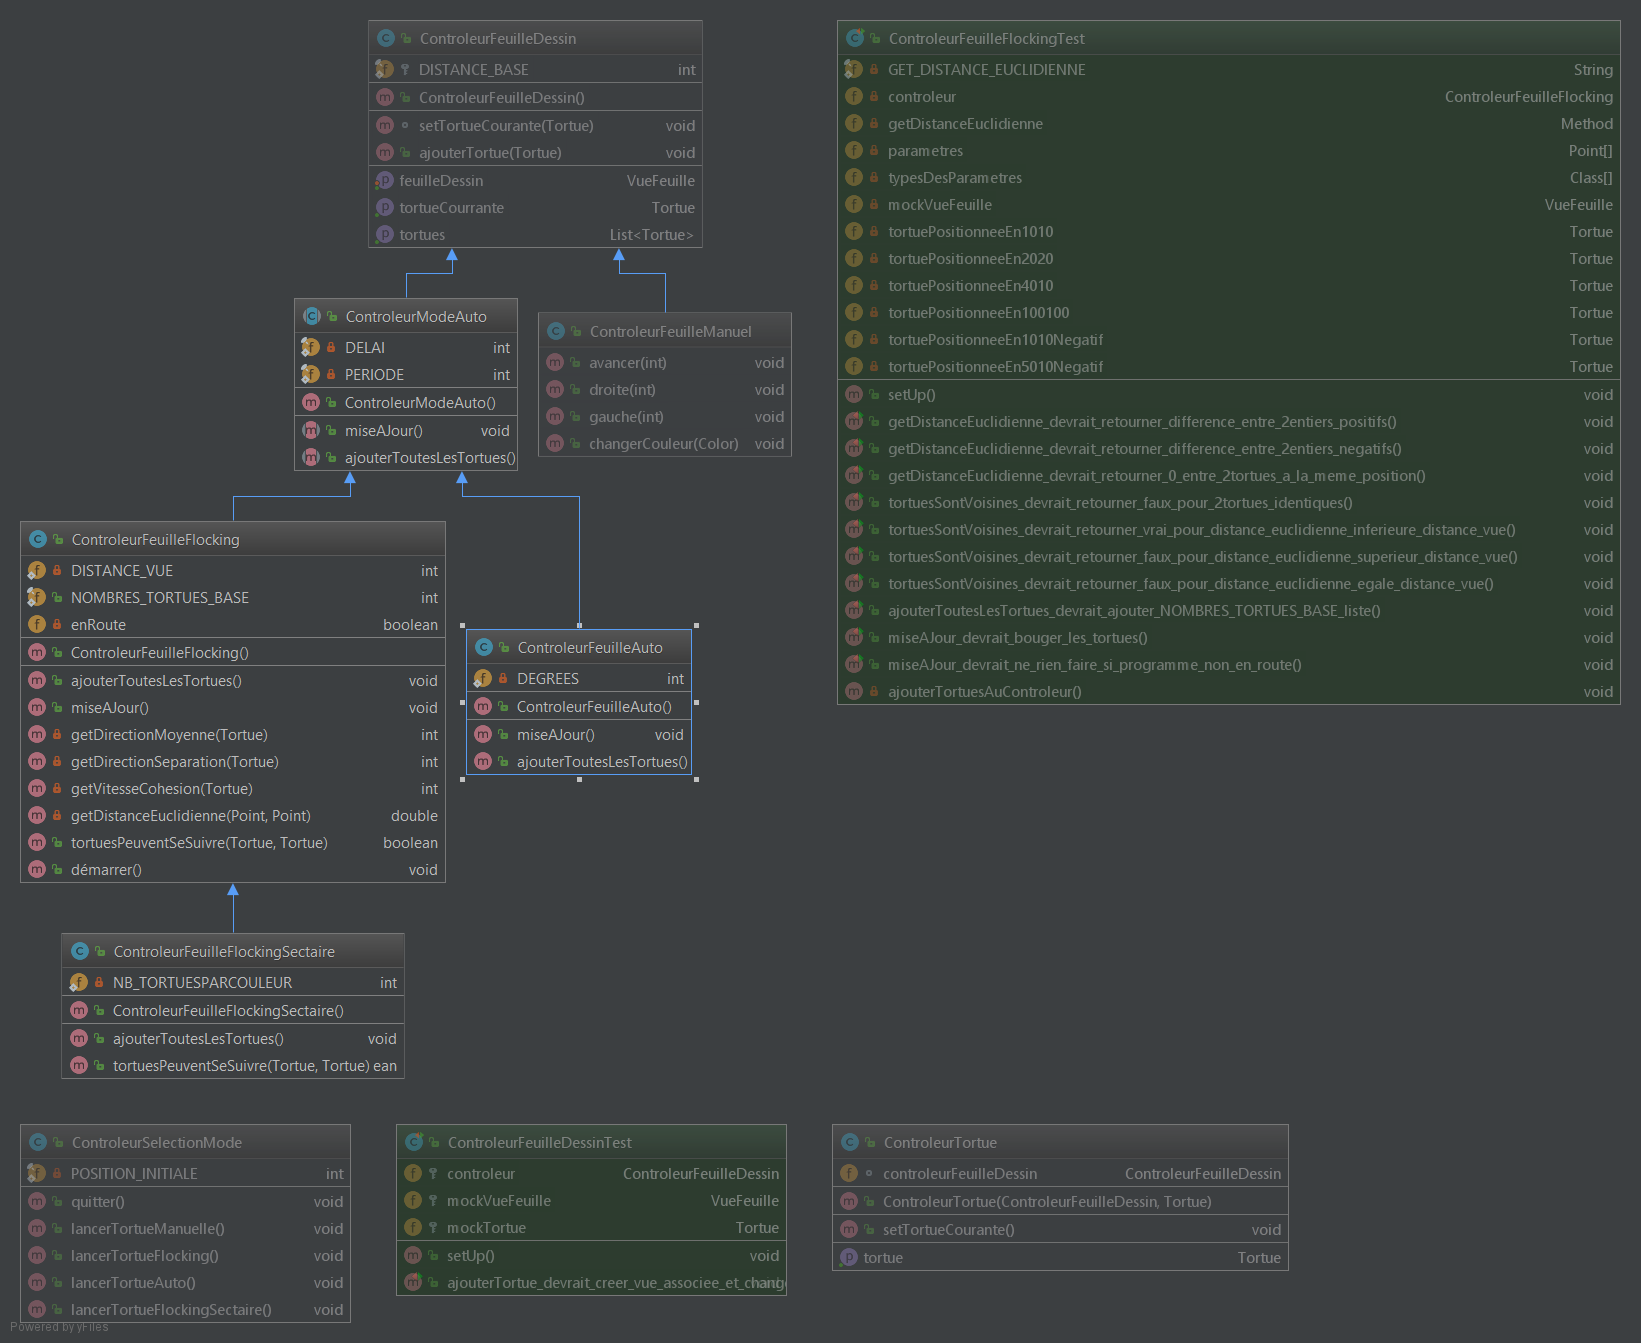 ControleurFeuilleDessin
DISTANCE_BASE int
ControleurFeuilleDessin()
setTortueCourante(Tortue) void
ajouterTortue(Tortue) void
feuilleDessin VueFeuille
tortueCourrante Tortue
tortues List<Tortue>
ControleurFeuilleFlockingTest
GET_DISTANCE_EUCLIDIENNE String
controleur ControleurFeuilleFlocking
getDistanceEuclidienne Method
parametres Point[]
typesDesParametres Class[]
mockVueFeuille VueFeuille
tortuePositionneeEn1010 Tortue
tortuePositionneeEn2020 Tortue
tortuePositionneeEn4010 Tortue
tortuePositionneeEn100100 Tortue
tortuePositionneeEn1010Negatif Tortue
tortuePositionneeEn5010Negatif Tortue
setUp() void
getDistanceEuclidienne_devrait_retourner_difference_entre_2entiers_positifs() void
getDistanceEuclidienne_devrait_retourner_difference_entre_2entiers_negatifs() void
getDistanceEuclidienne_devrait_retourner_0_entre_2tortues_a_la_meme_position() void
tortuesSontVoisines_devrait_retourner_faux_pour_2tortues_identiques() void
tortuesSontVoisines_devrait_retourner_vrai_pour_distance_euclidienne_inferieure_distance_vue() void
tortuesSontVoisines_devrait_retourner_faux_pour_distance_euclidienne_superieur_distance_vue() void
tortuesSontVoisines_devrait_retourner_faux_pour_distance_euclidienne_egale_distance_vue() void
ajouterToutesLesTortues_devrait_ajouter_NOMBRES_TORTUES_BASE_liste() void
miseAJour_devrait_bouger_les_tortues() void
miseAJour_devrait_ne_rien_faire_si_programme_non_en_route() void
ajouterTortuesAuControleur() void
ControleurModeAuto
DELAI int
PERIODE int
ControleurModeAuto()
miseAJour() void
ajouterToutesLesTortues()
ControleurFeuilleManuel
avancer(int) void
droite(int) void
gauche(int) void
changerCouleur(Color) void
ControleurFeuilleFlocking
DISTANCE_VUE int
NOMBRES_TORTUES_BASE int
enRoute boolean
ControleurFeuilleFlocking()
ajouterToutesLesTortues() void
miseAJour() void
getDirectionMoyenne(Tortue) int
getDirectionSeparation(Tortue) int
getVitesseCohesion(Tortue) int
getDistanceEuclidienne(Point, Point) double
tortuesPeuventSeSuivre(Tortue, Tortue) boolean
démarrer() void
ControleurFeuilleAuto
DEGREES int
ControleurFeuilleAuto()
miseAJour() void
ajouterToutesLesTortues()
ControleurFeuilleFlockingSectaire
NB_TORTUESPARCOULEUR int
ControleurFeuilleFlockingSectaire()
ajouterToutesLesTortues() void
tortuesPeuventSeSuivre(Tortue, Tortue) ean
ControleurSelectionMode
POSITION_INITIALE int
quitter() void
lancerTortueManuelle() void
lancerTortueFlocking() void
lancerTortueAuto() void
lancerTortueFlockingSectaire() void
ControleurFeuilleDessinTest
controleur ControleurFeuilleDessin
mockVueFeuille VueFeuille
mockTortue Tortue
setUp() void
ajouterTortue_devrait_creer_vue_associee_et_
ControleurTortue
controleurFeuilleDessin ControleurFeuilleDessin
ControleurTortue(ControleurFeuilleDessin, Tortue)
setTortueCourante() void
tortue Tortue
Powered by yFiles